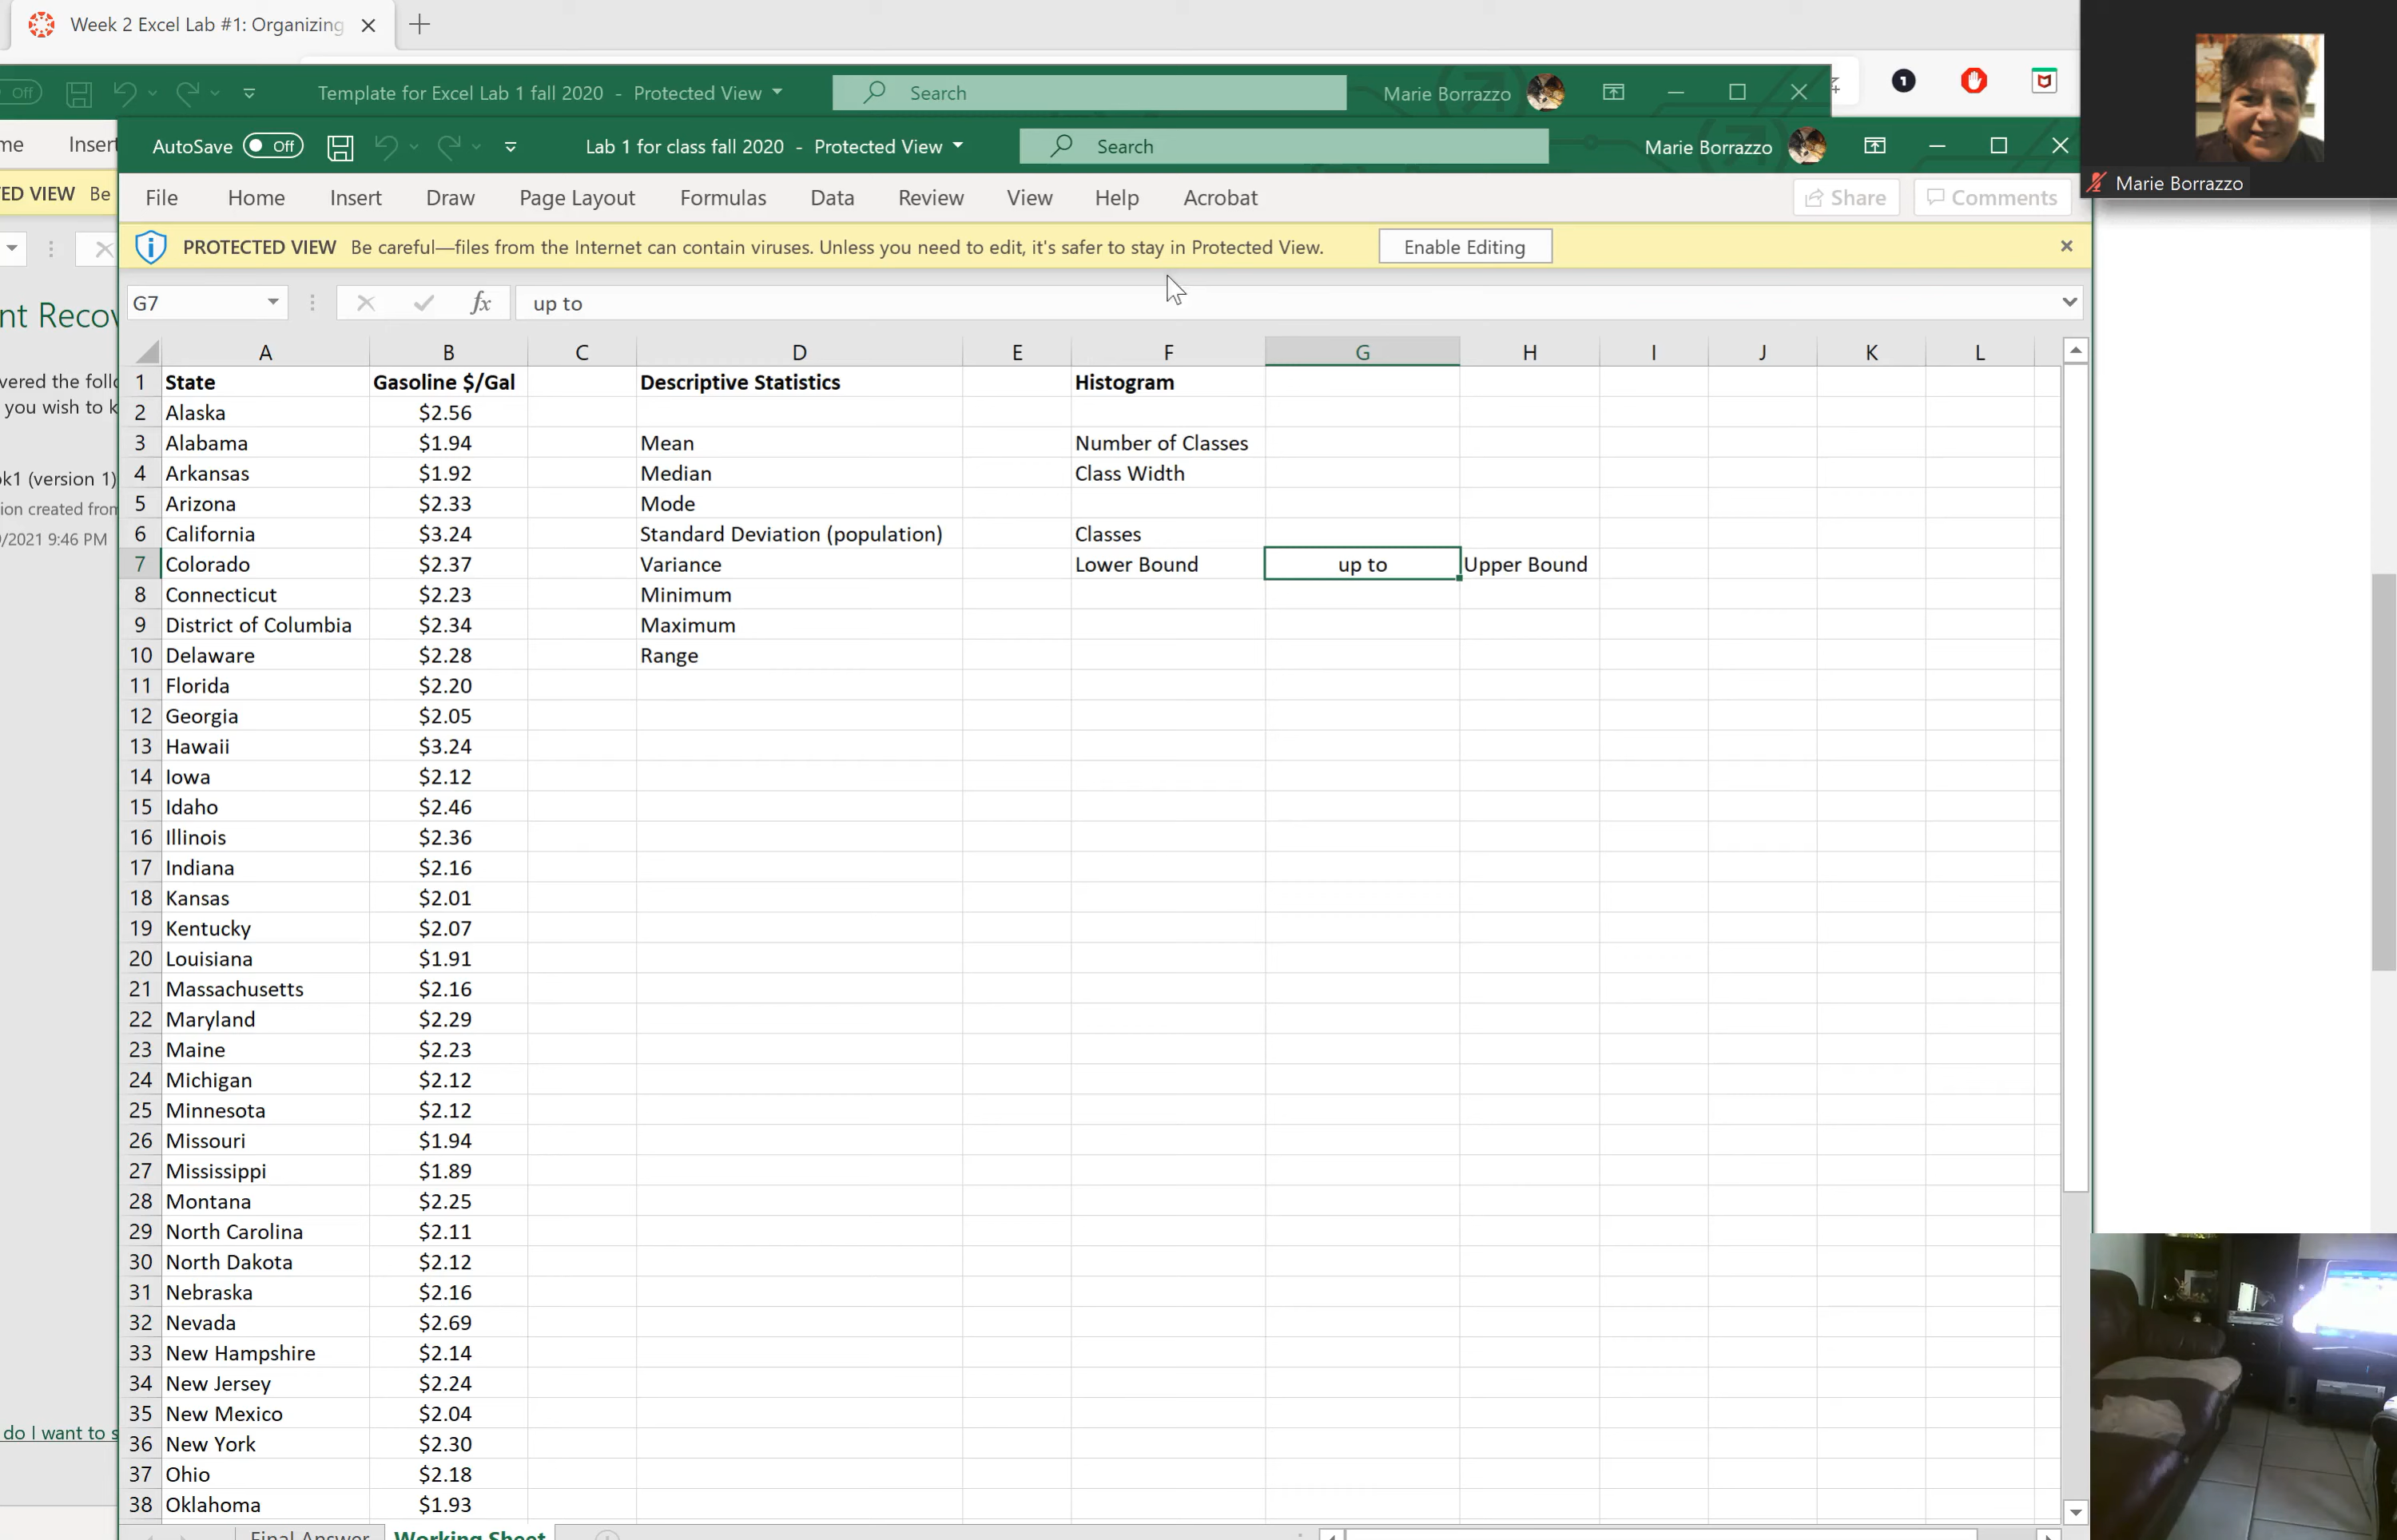 Week 2 Excel Lab #1: Organizing
Off
Template for Excel Lab 1 fall 2020 - Protected View
Search
Marie Borrazzo
1
me Insert
AutoSave Off
Lab 1 for class fall 2020 - Protected View
Search
Marie Borrazzo
Marie Borrazzo
ED VIEW Be
File Home Insert Draw Page Layout Formulas Data Review View Help Acrobat
Share Comments
PROTECTED VIEW Be careful—files from the Internet can contain viruses. Unless you need to edit, it's safer to stay in Protected View.
Enable Editing
G7 fx up to
nt Recov
vered the follo
you wish to k
ok1 (version 1)
ion created from
/2021 9:46 PM
do I want to s
A B C D E F G H I J K L
1 State Gasoline $/Gal Descriptive Statistics Histogram
2 Alaska $2.56
3 Alabama $1.94 Mean Number of Classes
4 Arkansas $1.92 Median Class Width
5 Arizona $2.33 Mode
6 California $3.24 Standard Deviation (population) Classes
7 Colorado $2.37 Variance Lower Bound up to Upper Bound
8 Connecticut $2.23 Minimum
9 District of Columbia $2.34 Maximum
10 Delaware $2.28 Range
11 Florida $2.20
12 Georgia $2.05
13 Hawaii $3.24
14 Iowa $2.12
15 Idaho $2.46
16 Illinois $2.36
17 Indiana $2.16
18 Kansas $2.01
19 Kentucky $2.07
20 Louisiana $1.91
21 Massachusetts $2.16
22 Maryland $2.29
23 Maine $2.23
24 Michigan $2.12
25 Minnesota $2.12
26 Missouri $1.94
27 Mississippi $1.89
28 Montana $2.25
29 North Carolina $2.11
30 North Dakota $2.12
31 Nebraska $2.16
32 Nevada $2.69
33 New Hampshire $2.14
34 New Jersey $2.24
35 New Mexico $2.04
36 New York $2.30
37 Ohio $2.18
38 Oklahoma $1.93
Final Answer Working Sheet